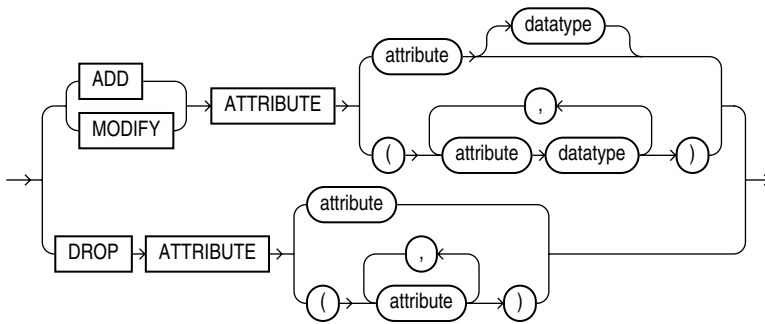 datatype
attribute
ADD
ATTRIBUTE
MODIFY
,
( attribute datatype )
attribute
DROP ATTRIBUTE
,
( attribute )